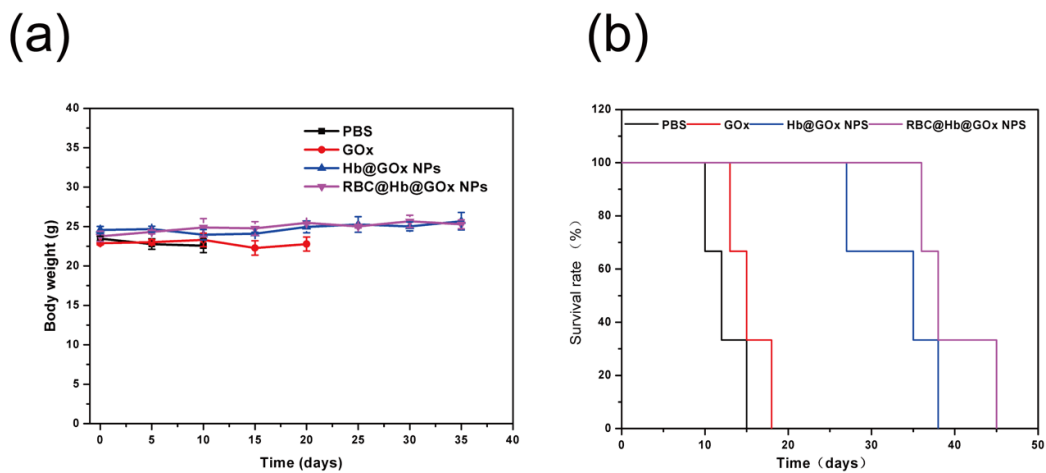 (a)
40
35
30
25
20
15
10
5
0
Body weight (g)
PBS
GOx
Hb@GOx NPs
RBC@Hb@GOx NPs
0 5 10 15 20 25 30 35 40
Time (days)
(b)
120
100
80
60
40
20
0
Survival rate （%）
PBS GOx Hb@GOx NPS RBC@Hb@GOx NPS
0 10 20 30 40 50
Time（days）